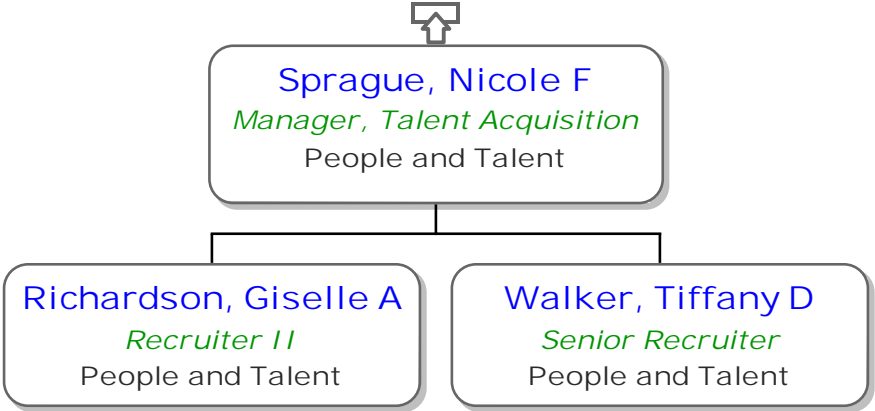 Sprague, Nicole F
Manager, Talent Acquisition
People and Talent
Richardson, Giselle A
Recruiter II
People and Talent
Walker, Tiffany D
Senior Recruiter
People and Talent